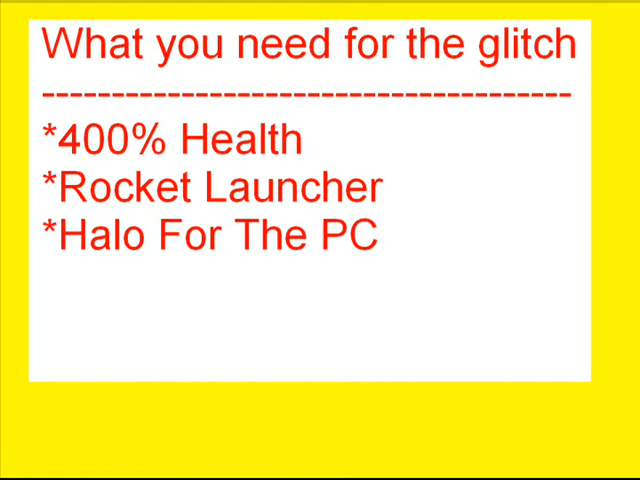 What you need for the glitch
--------------------------------------
*400% Health
*Rocket Launcher
*Halo For The PC